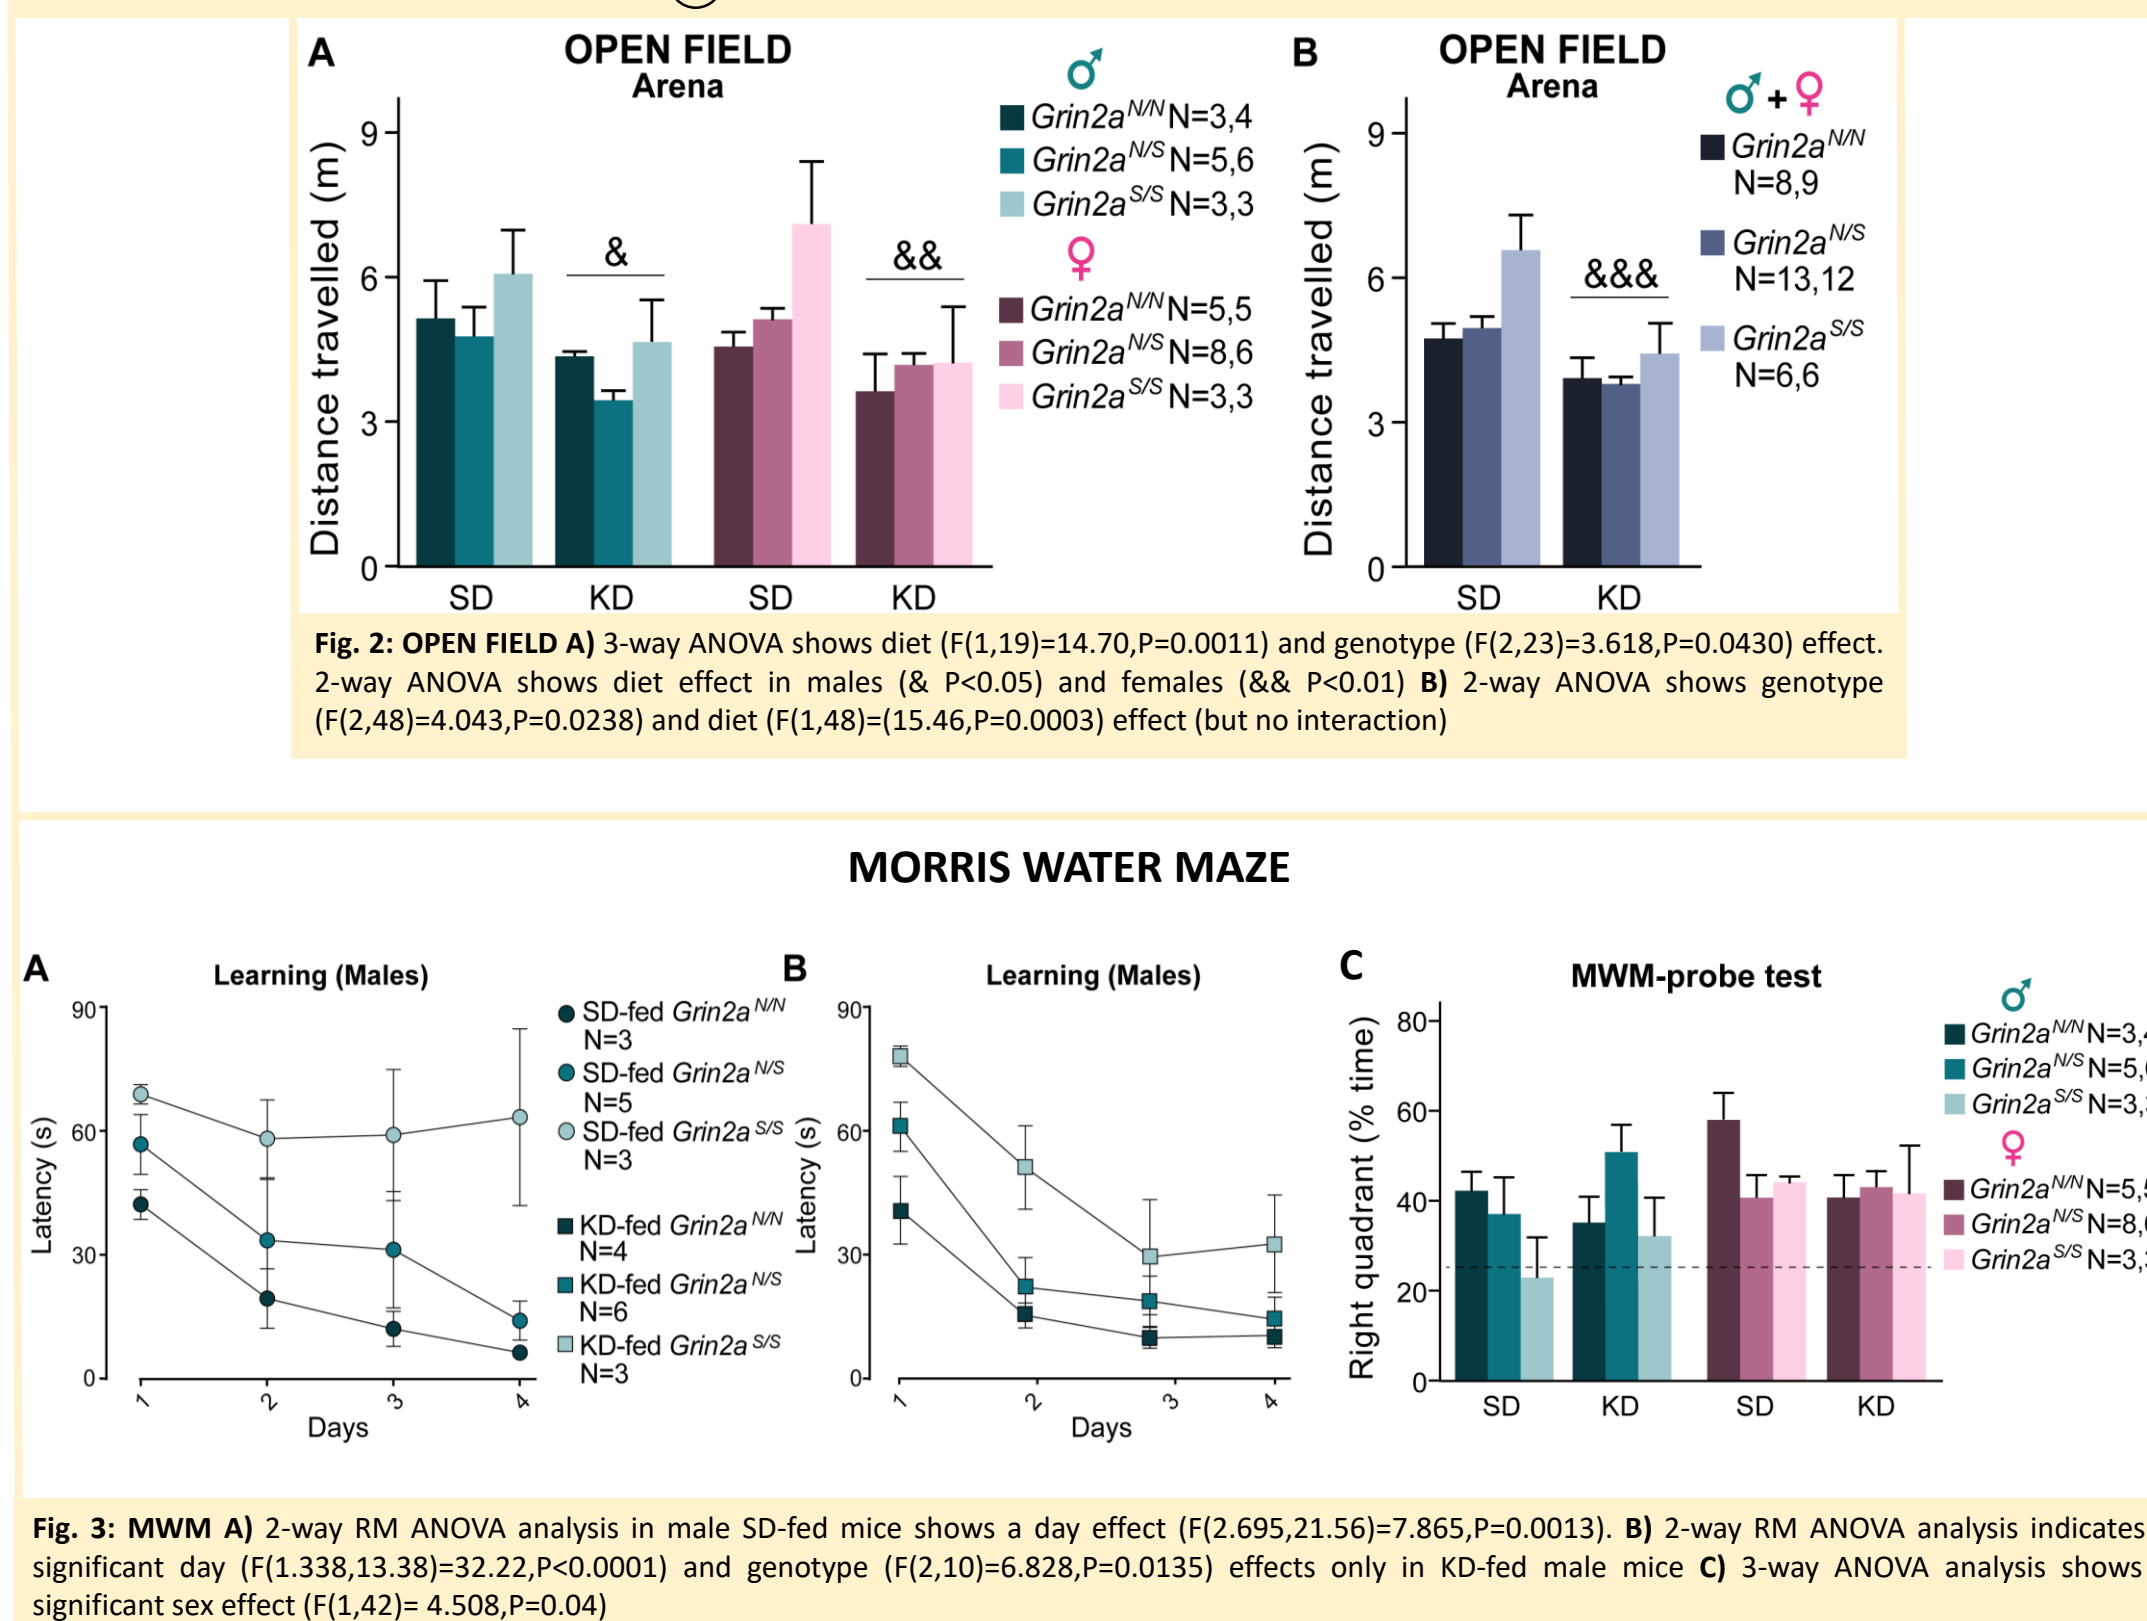 A
OPEN FIELD
Arena
Distance travelled (m)
9
6
3
0
&
&&
SD
KD
SD
KD
♂
Grin2a N/N N=3,4
Grin2a N/S N=5,6
Grin2a S/S N=3,3
♀
Grin2a N/N N=5,5
Grin2a N/S N=8,6
Grin2a S/S N=3,3
B
OPEN FIELD
Arena
Distance travelled (m)
9
6
3
0
&&&
SD
KD
♂+♀
Grin2a N/N
N=8,9
Grin2a N/S
N=13,12
Grin2a S/S
N=6,6
Fig. 2: OPEN FIELD A) 3-way ANOVA shows diet (F(1,19)=14.70,P=0.0011) and genotype (F(2,23)=3.618,P=0.0430) effect.
2-way ANOVA shows diet effect in males (& P<0.05) and females (&& P<0.01) B) 2-way ANOVA shows genotype
(F(2,48)=4.043,P=0.0238) and diet (F(1,48)=(15.46,P=0.0003) effect (but no interaction)
MORRIS WATER MAZE
A
Learning (Males)
Latency (s)
90
60
30
0
1
2
3
4
Days
SD-fed Grin2a N/N
N=3
SD-fed Grin2a N/S
N=5
SD-fed Grin2a S/S
N=3
KD-fed Grin2a N/N
N=4
KD-fed Grin2a N/S
N=6
KD-fed Grin2a S/S
N=3
B
Learning (Males)
Latency (s)
90
60
30
0
1
2
3
4
Days
C
MWM-probe test
Right quadrant (% time)
80
60
40
20
0
SD
KD
SD
KD
♂
Grin2a N/N N=3,
Grin2a N/S N=5,
Grin2a S/S N=3,
♀
Grin2a N/N N=5,
Grin2a N/S N=8,
Grin2a S/S N=3,
Fig. 3: MWM A) 2-way RM ANOVA analysis in male SD-fed mice shows a day effect (F(2.695,21.56)=7.865,P=0.0013). B) 2-way RM ANOVA analysis indicates
significant day (F(1.338,13.38)=32.22,P<0.0001) and genotype (F(2,10)=6.828,P=0.0135) effects only in KD-fed male mice C) 3-way ANOVA analysis shows
significant sex effect (F(1,42)= 4.508,P=0.04)